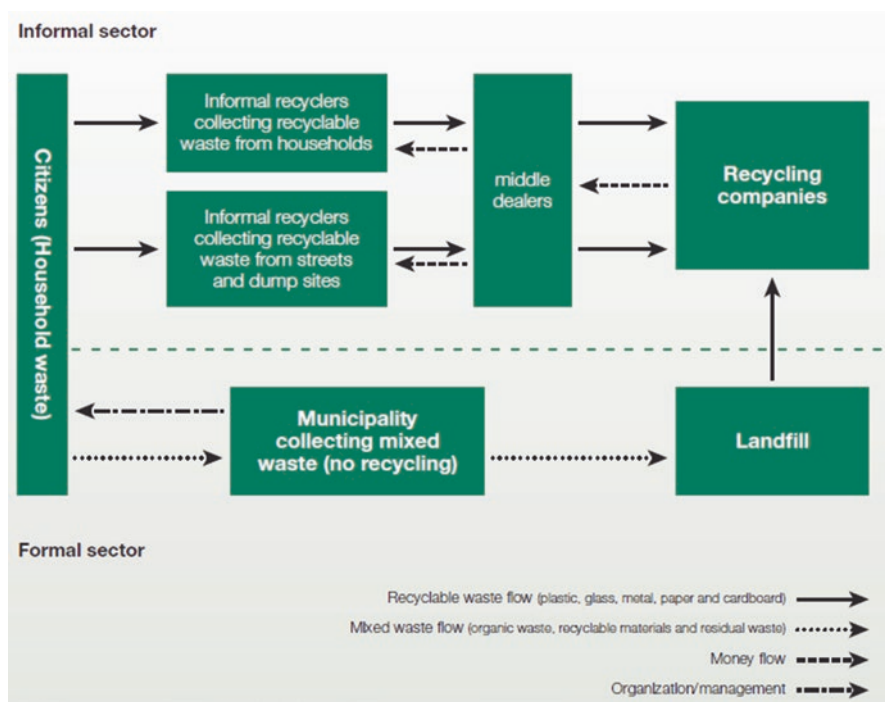 Informal sector
Citizens (Household waste)
Informal recyclers
collecting recyclable
waste from households
Informal recyclers
collecting recyclable
waste from streets
and dump sites
middle
dealers
Recycling
companies
Municipality
collecting mixed
waste (no recycling)
Landfill
Formal sector
Recyclable waste flow (plastic, glass, metal, paper and cardboard)
Mixed waste flow (organic waste, recyclable materials and residual waste)
Money flow
Organization/management